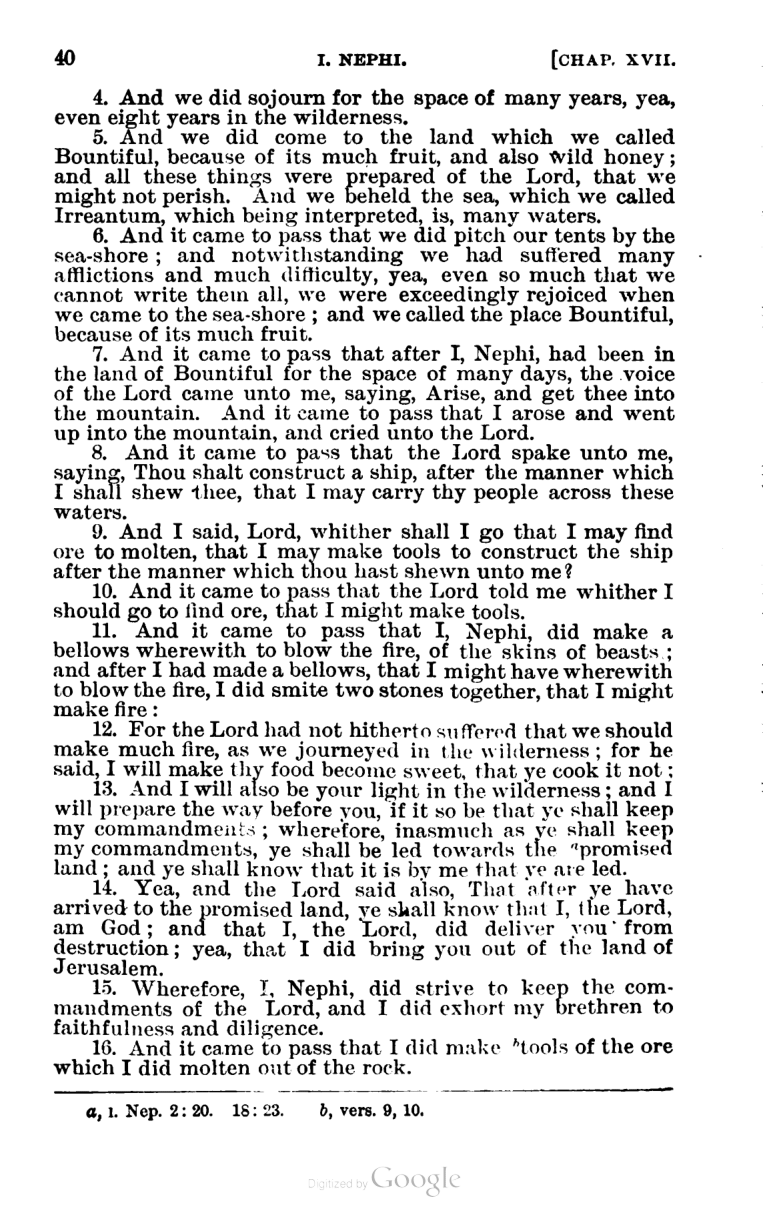 40 I. NEPHI. [CHAP. XVII.
4. And we did sojourn for the space of many years, yea,
even eight years in the wilderness.
5. And we did come to the land which we called
Bountiful, because of its much fruit, and also wild honey;
and all these things were prepared of the Lord, that we
might not perish. And we beheld the sea, which we called
Irreantum, which being interpreted, is, many waters.
6. And it came to pass that we did pitch our tents by the
sea-shore; and notwithstanding we had suffered many
afflictions and much difficulty, yea, even so much that we
cannot write them all, we were exceedingly rejoiced when
we came to the sea-shore; and we called the place Bountiful,
because of its much fruit.
7. And it came to pass that after I, Nephi, had been in
the land of Bountiful for the space of many days, the voice
of the Lord came unto me, saying, Arise, and get thee into
the mountain. And it came to pass that I arose and went
up into the mountain, and cried unto the Lord.
8. And it came to pass that the Lord spake unto me,
saying, Thou shalt construct a ship, after the manner which
I shall shew thee, that I may carry thy people across these
waters.
9. And I said, Lord, whither shall I go that I may find
ore to molten, that I may make tools to construct the ship
after the manner which thou hast shewn unto me?
10. And it came to pass that the Lord told me whither I
should go to find ore, that I might make tools.
11. And it came to pass that I, Nephi, did make a
bellows wherewith to blow the fire, of the skins of beasts;
and after I had made a bellows, that I might have wherewith
to blow the fire, I did smite two stones together, that I might
make fire:
12. For the Lord had not hitherto suffered that we should
make much fire, as we journeyed in the wilderness; for he
said, I will make thy food become sweet, that ye cook it not:
13. And I will also be your light in the wilderness; and I
will prepare the way before you, if it so be that ye shall keep
my commandments; wherefore, inasmuch as ye shall keep
my commandments, ye shall be led towards the ᵃpromised
land; and ye shall know that it is by me that ye are led.
14. Yea, and the Lord said also, That after ye have
arrived to the promised land, ye shall know that I, the Lord,
am God; and that I, the Lord, did deliver you from
destruction; yea, that I did bring you out of the land of
Jerusalem.
15. Wherefore, I, Nephi, did strive to keep the com-
mandments of the Lord, and I did exhort my brethren to
faithfulness and diligence.
16. And it came to pass that I did make ᵇtools of the ore
which I did molten out of the rock.
a, 1. Nep. 2: 20. 18: 23. b, vers. 9, 10.
Digitized by Google